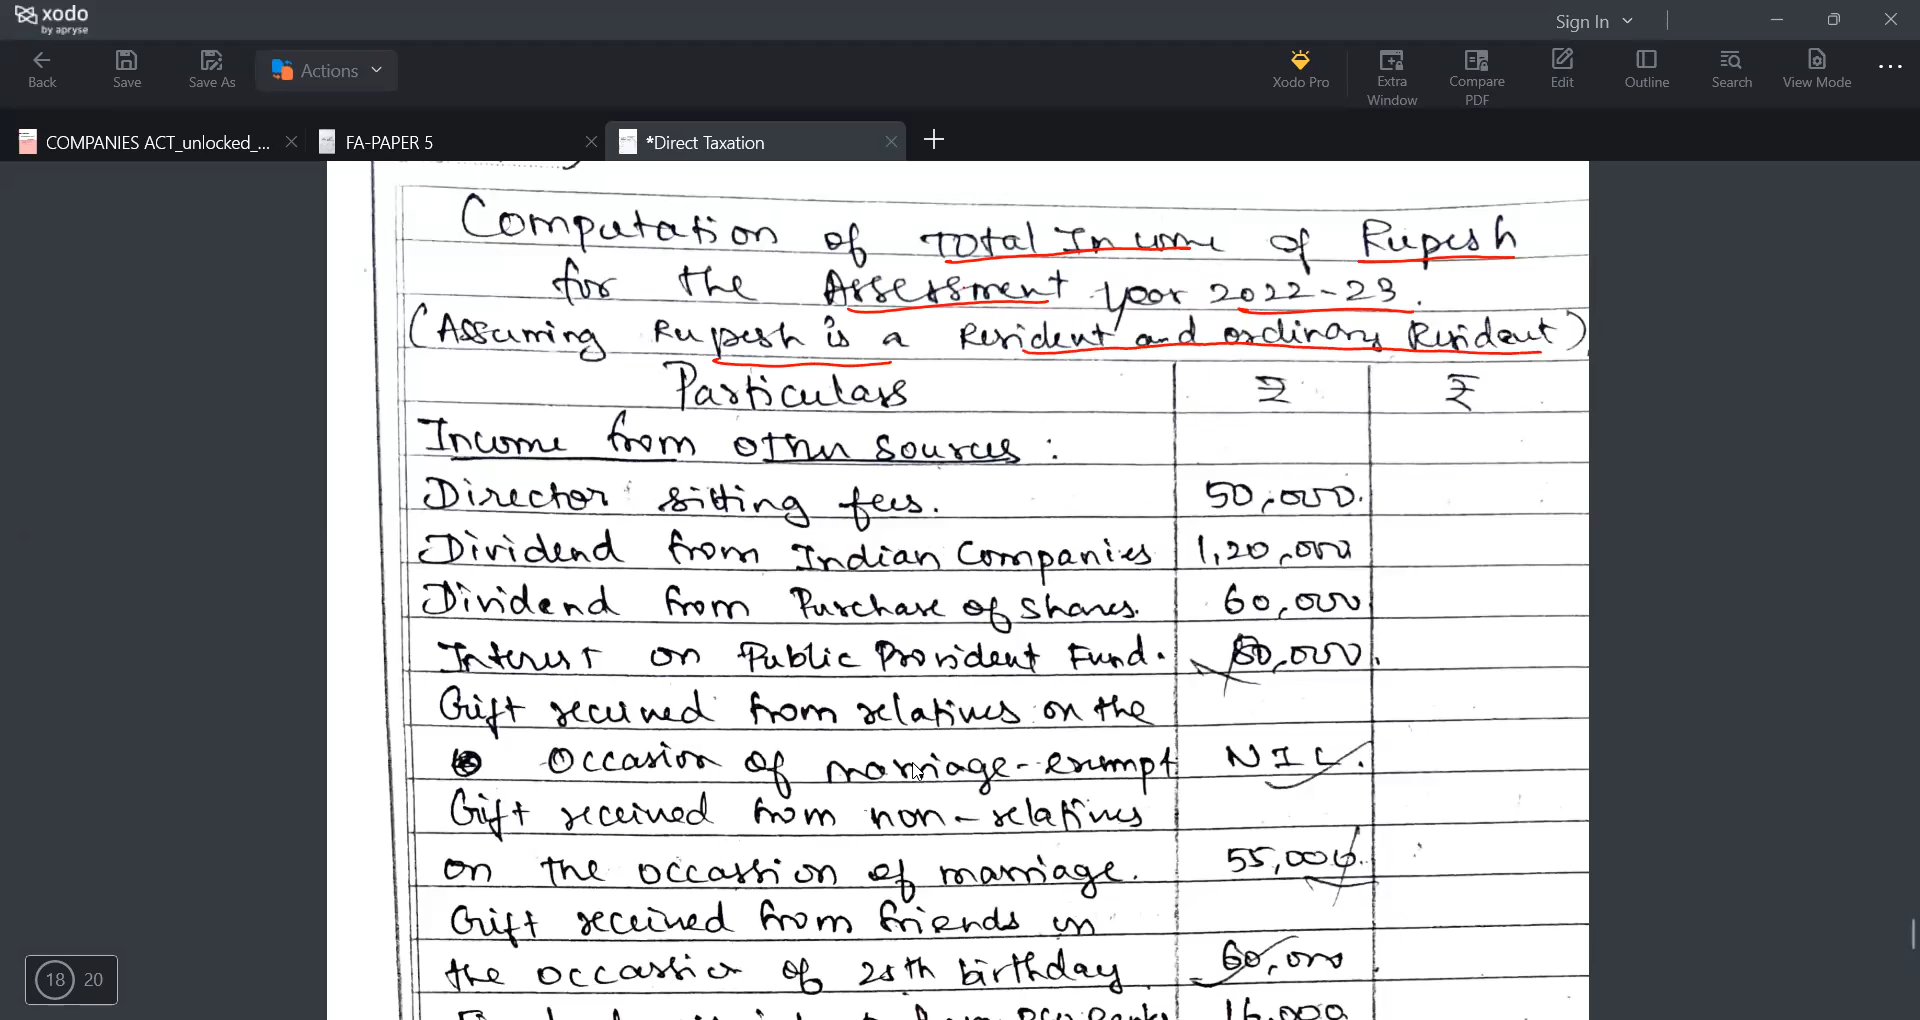 xodo
by apryse
Sign In
Back
Save
Save As
Actions
Xodo Pro
Extra Window
Compare PDF
Edit
Outline
Search
View Mode
COMPANIES ACT_unlocked_...
FA-PAPER 5
*Direct Taxation
Computation of Total Income of Rupesh
for the Assessment year 2022-23.
(Assuming Rupesh is a Resident and ordinary Resident)
Particulars ₹ ₹
Income from other sources :
Director sitting fees. 50,000.
Dividend from Indian Companies 1,20,000
Dividend from Purchase of shares. 60,000
Interest on Public Provident Fund. 80,000.
Gift received from relatives on the
occasion of marriage - exempt NIL.
Gift received from non-relatives
on the occassion of marriage. 55,000.
Gift received from friends on
the occassion of 28th birthday. 60,000
16,000
18 20